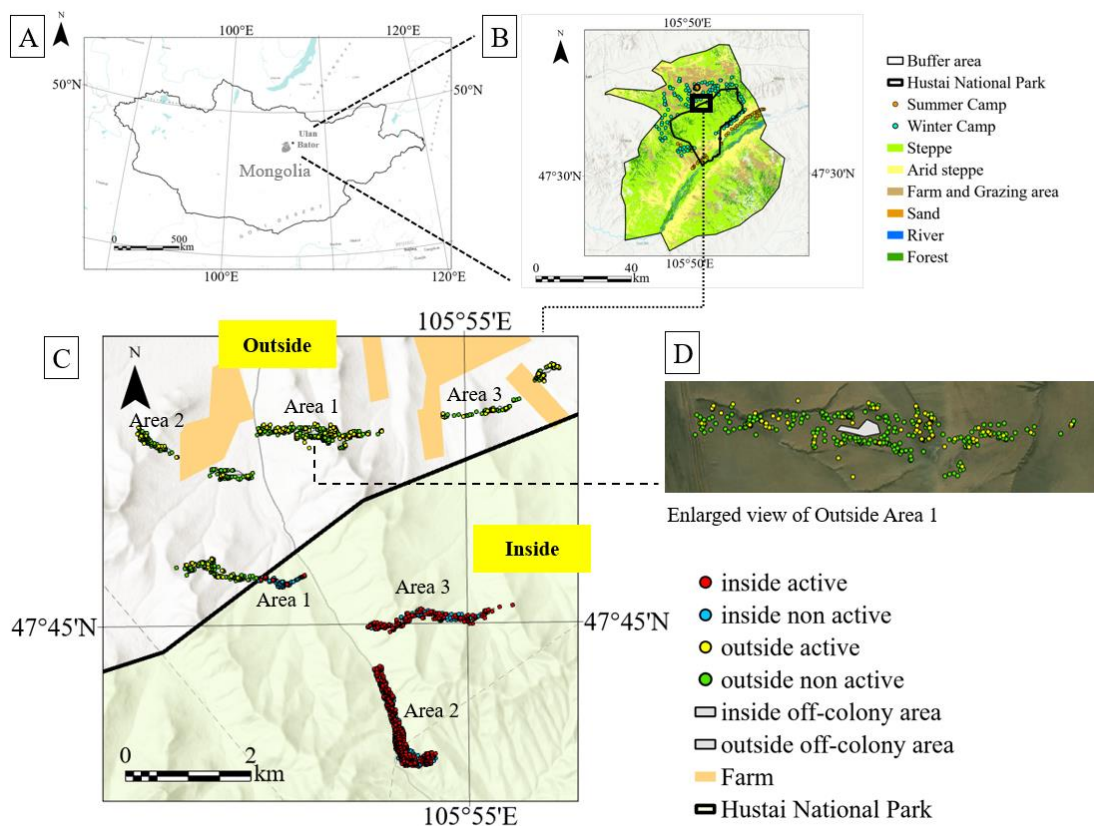 A
N
100°E
120°E
50°N
50°N
Ulan
Bator
Mongolia
0 500
km
100°E
120°E
B
105°50'E
N
47°30'N
47°30'N
0 40
km
105°50'E
Buffer area
Hustai National Park
Summer Camp
Winter Camp
Steppe
Arid steppe
Farm and Grazing area
Sand
River
Forest
C
105°55'E
N
Outside
Area 1
Area 2
Area 3
Inside
Area 1
Area 3
47°45'N
47°45'N
Area 2
0 2
km
105°55'E
D
Enlarged view of Outside Area 1
inside active
inside non active
outside active
outside non active
inside off-colony area
outside off-colony area
Farm
Hustai National Park